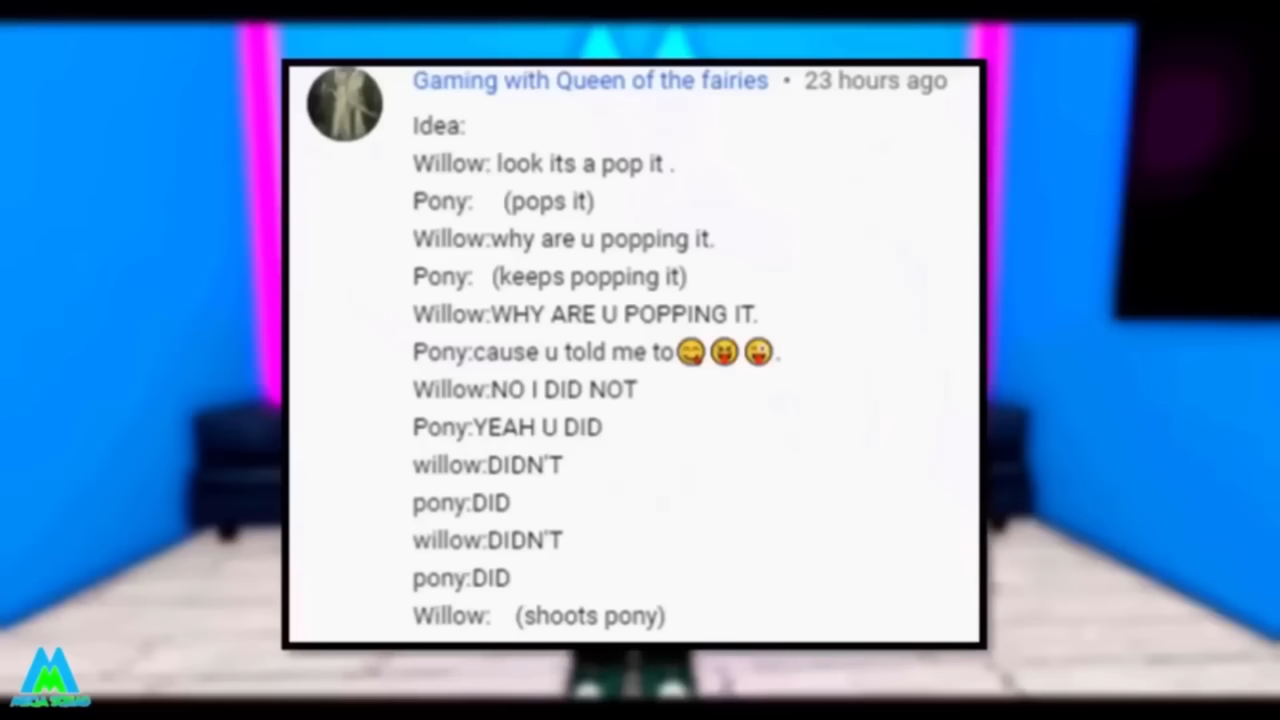 Gaming with Queen of the fairies • 23 hours ago
Idea:
Willow: look its a pop it .
Pony: (pops it)
Willow:why are u popping it.
Pony: (keeps popping it)
Willow:WHY ARE U POPPING IT.
Pony:cause u told me to😋😝😜.
Willow:NO I DID NOT
Pony:YEAH U DID
willow:DIDN'T
pony:DID
willow:DIDN'T
pony:DID
Willow: (shoots pony)